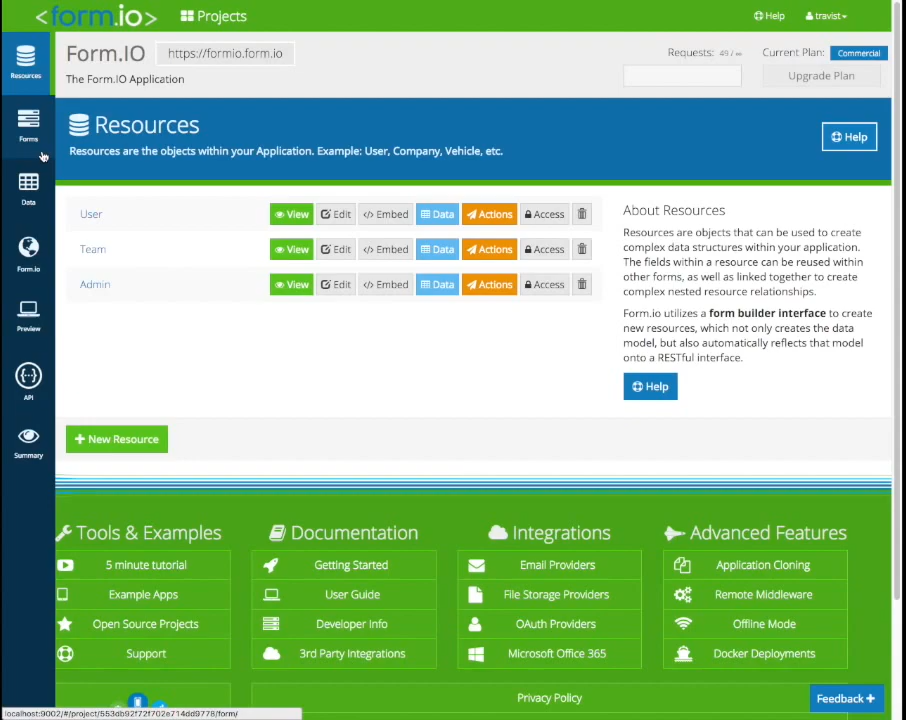 <form.io>
Projects
Help
travist
Resources
Form.IO
https://formio.form.io
The Form.IO Application
Requests: 49 / ∞
Current Plan: Commercial
Upgrade Plan
Forms
Data
Form.io
Preview
API
Summary
Resources
Resources are the objects within your Application. Example: User, Company, Vehicle, etc.
Help
User View Edit </> Embed Data Actions Access
Team View Edit </> Embed Data Actions Access
Admin View Edit </> Embed Data Actions Access
About Resources
Resources are objects that can be used to create
complex data structures within your application.
The fields within a resource can be reused within
other forms, as well as linked together to create
complex nested resource relationships.
Form.io utilizes a form builder interface to create
new resources, which not only creates the data
model, but also automatically reflects that model
onto a RESTful interface.
Help
+ New Resource
Tools & Examples
5 minute tutorial
Example Apps
Open Source Projects
Support
Documentation
Getting Started
User Guide
Developer Info
3rd Party Integrations
Integrations
Email Providers
File Storage Providers
OAuth Providers
Microsoft Office 365
Advanced Features
Application Cloning
Remote Middleware
Offline Mode
Docker Deployments
Privacy Policy
Feedback +
localhost:9002/#/project/553db92f72f702e714dd9778/form/